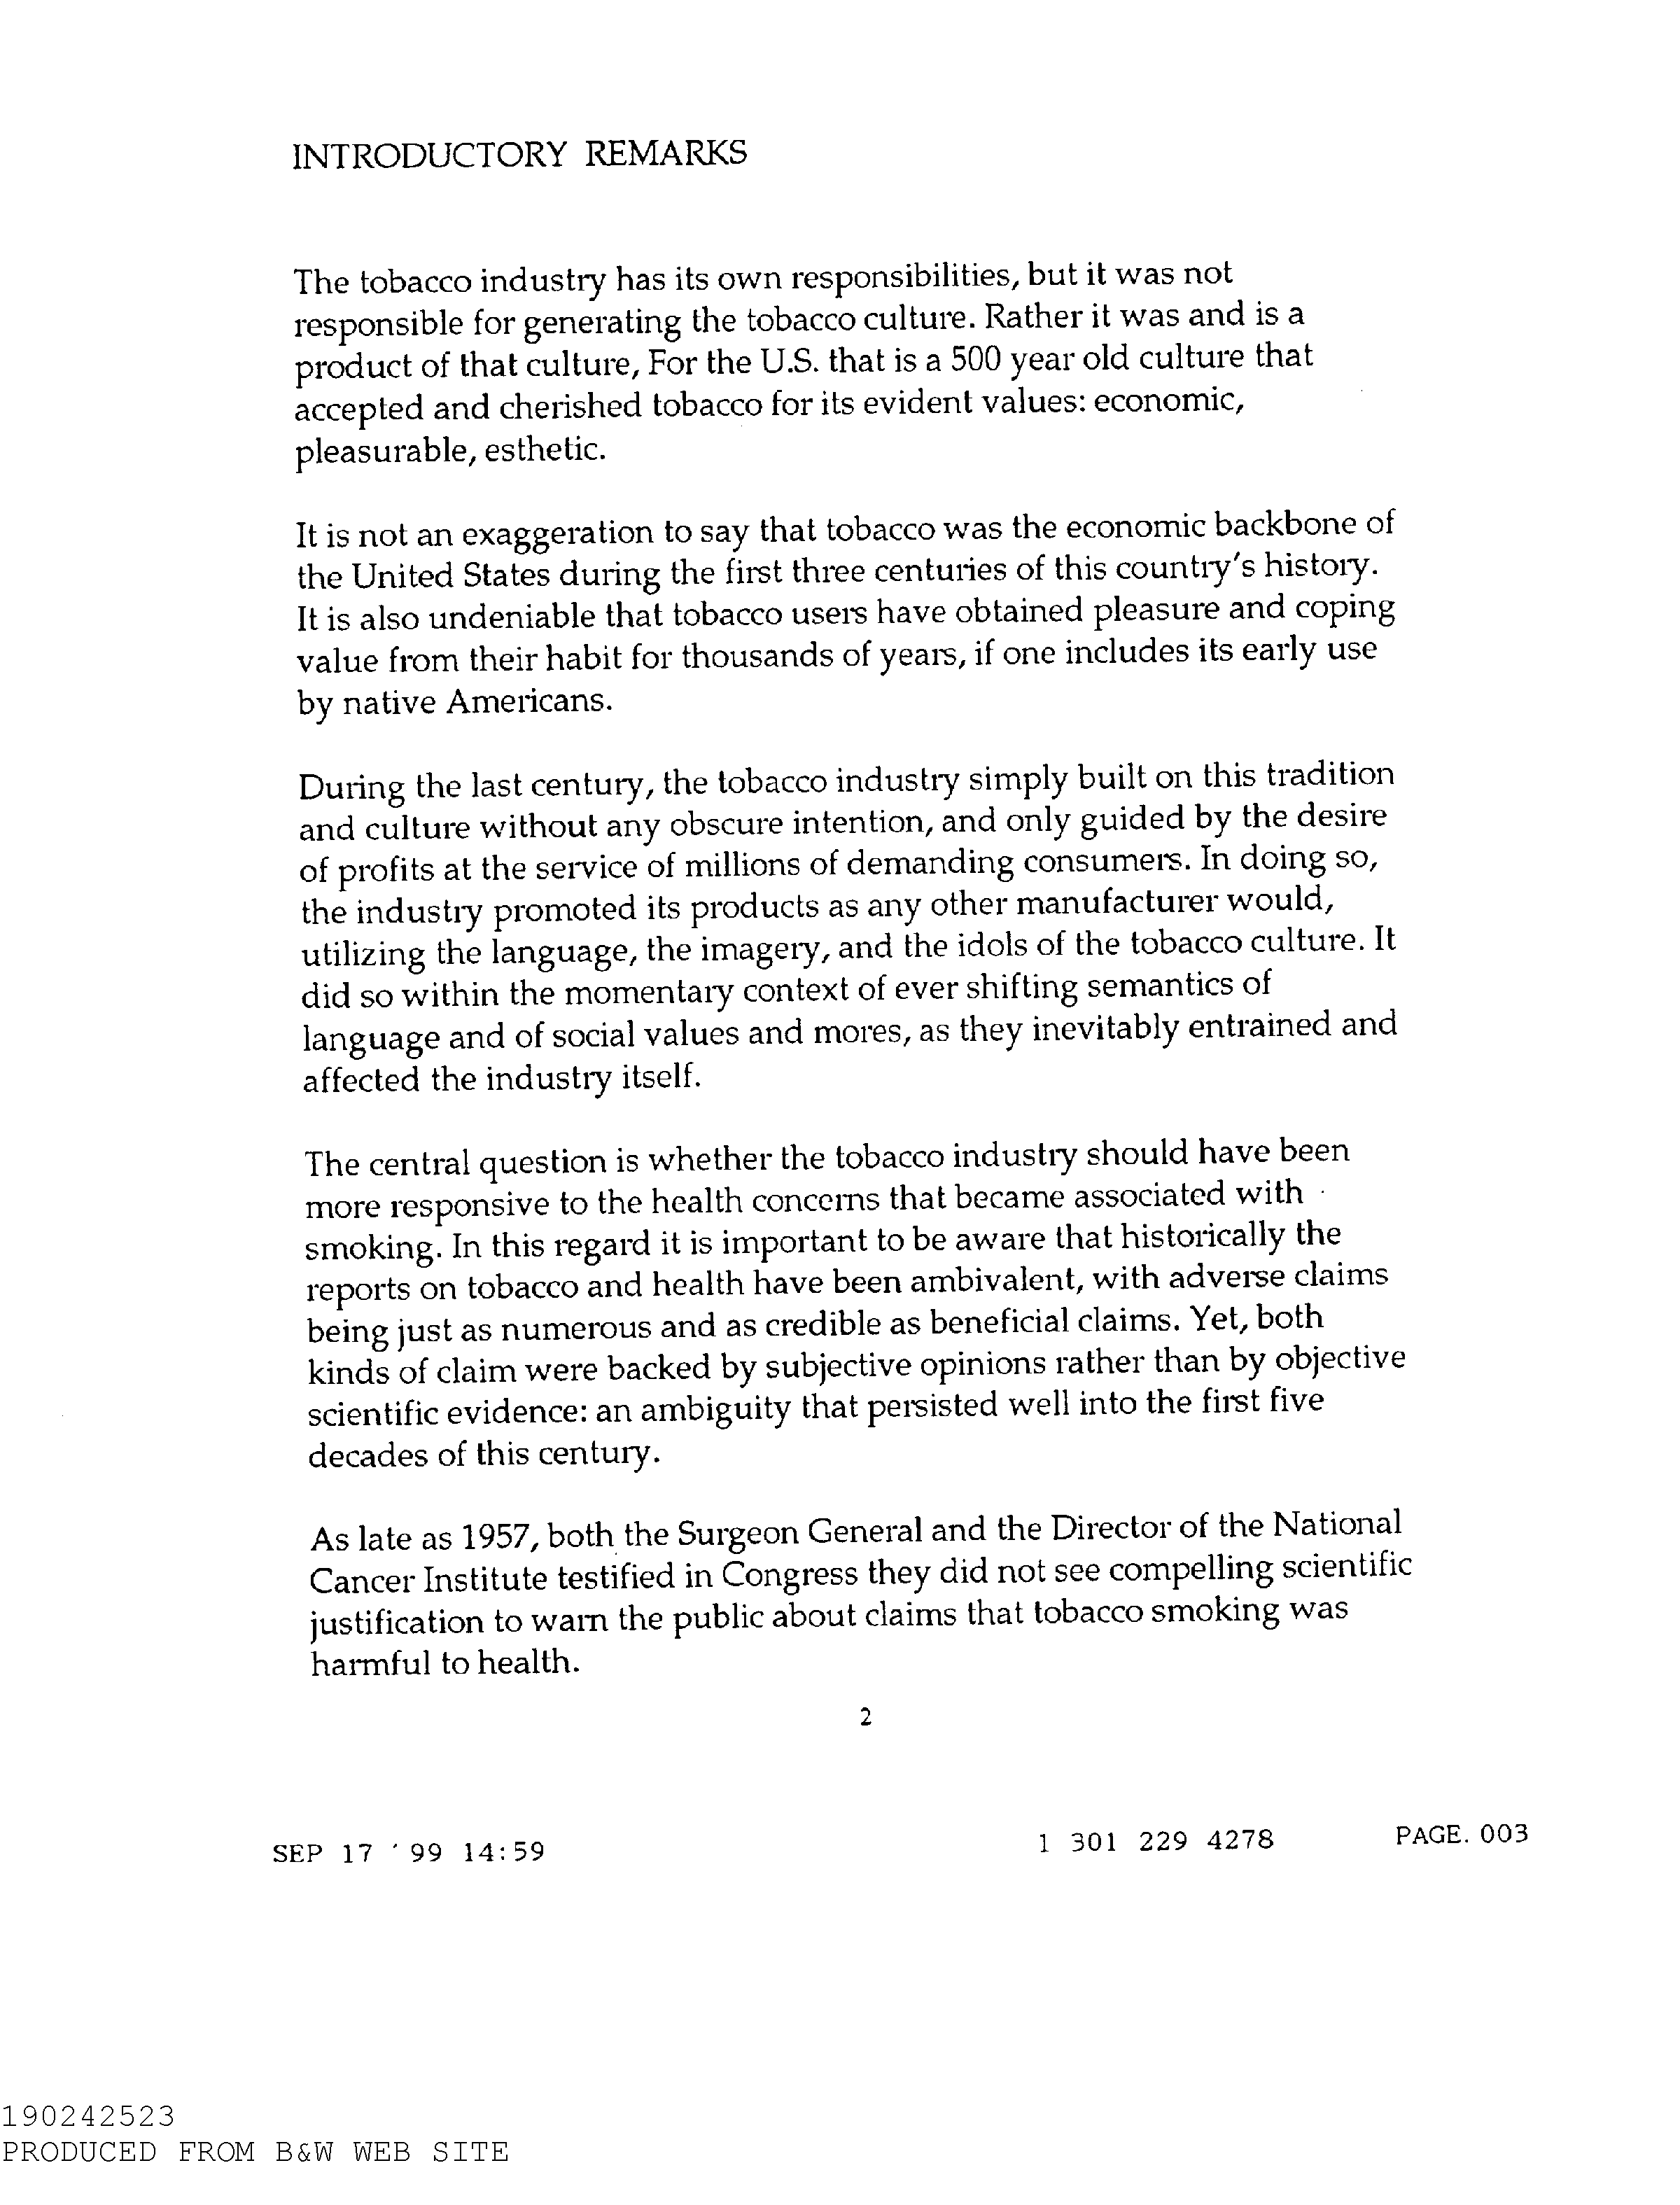 INTRODUCTORY REMARKS
The tobacco industry has its own responsibilities, but it was not
responsible for generating the tobacco culture. Rather it was and is a
product of that culture, For the U.S. that is a 500 year old culture that
accepted and cherished tobacco for its evident values: economic,
pleasurable, esthetic.
It is not an exaggeration to say that tobacco was the economic backbone of
the United States during the first three centuries of this country's history.
It is also undeniable that tobacco users have obtained pleasure and coping
value from their habit for thousands of years, if one includes its early use
by native Americans.
During the last century, the tobacco industry simply built on this tradition
and culture without any obscure intention, and only guided by the desire
of profits at the service of millions of demanding consumers. In doing so,
the industry promoted its products as any other manufacturer would,
utilizing the language, the imagery, and the idols of the tobacco culture. It
did so within the momentary context of ever shifting semantics of
language and of social values and mores, as they inevitably entrained and
affected the industry itself.
The central question is whether the tobacco industry should have been
more responsive to the health concerns that became associated with
smoking. In this regard it is important to be aware that historically the
reports on tobacco and health have been ambivalent, with adverse claims
being just as numerous and as credible as beneficial claims. Yet, both
kinds of claim were backed by subjective opinions rather than by objective
scientific evidence: an ambiguity that persisted well into the first five
decades of this century.
As late as 1957, both the Surgeon General and the Director of the National
Cancer Institute testified in Congress they did not see compelling scientific
justification to warn the public about claims that tobacco smoking was
harmful to health.
2
SEP 17 '99 14:59 1 301 229 4278 PAGE. 003
190242523
PRODUCED FROM B&W WEB SITE